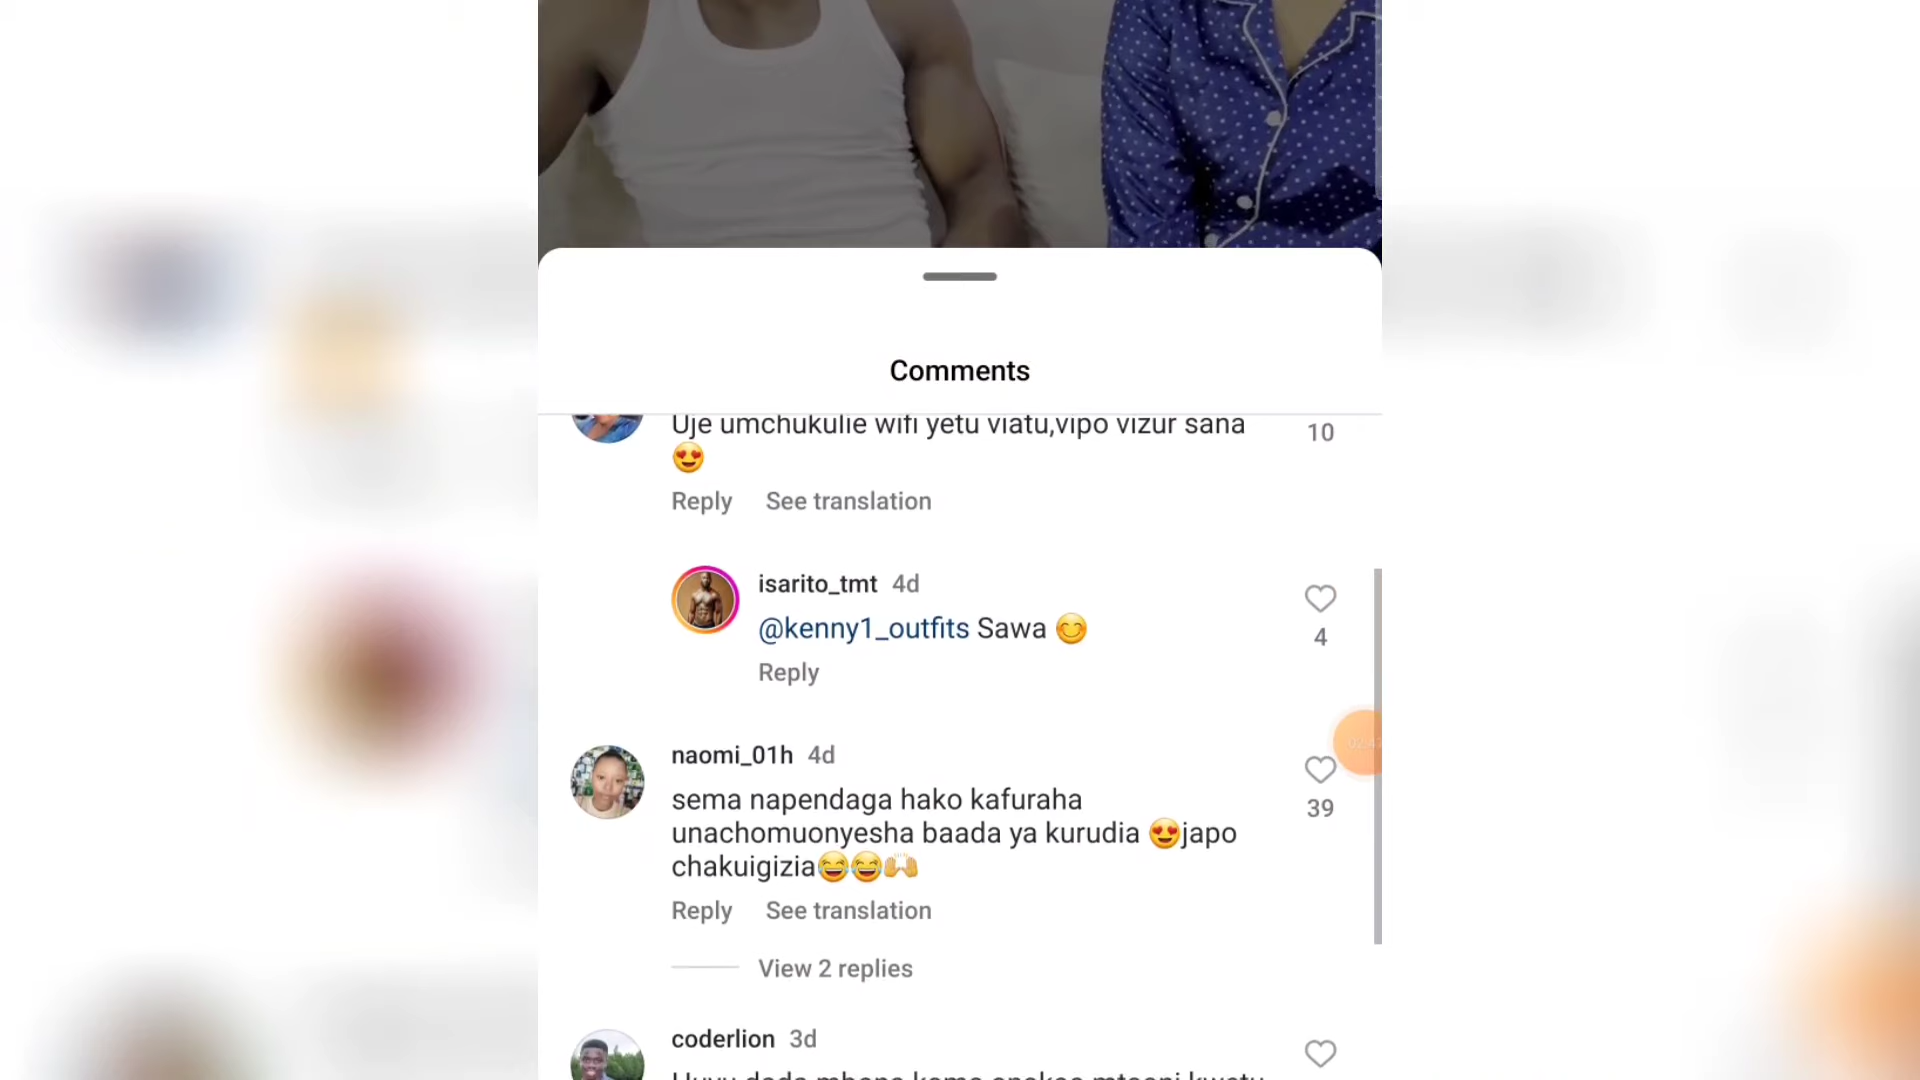 Comments
Uje umchukulie wifi yetu viatu,vipo vizur sana
😍
10
Reply See translation
isarito_tmt 4d
@kenny1_outfits Sawa 😊
4
Reply
naomi_01h 4d
sema napendaga hako kafuraha
unachomuonyesha baada ya kurudia 😍japo
chakuigizia😂😂🙌
39
Reply See translation
View 2 replies
coderlion 3d